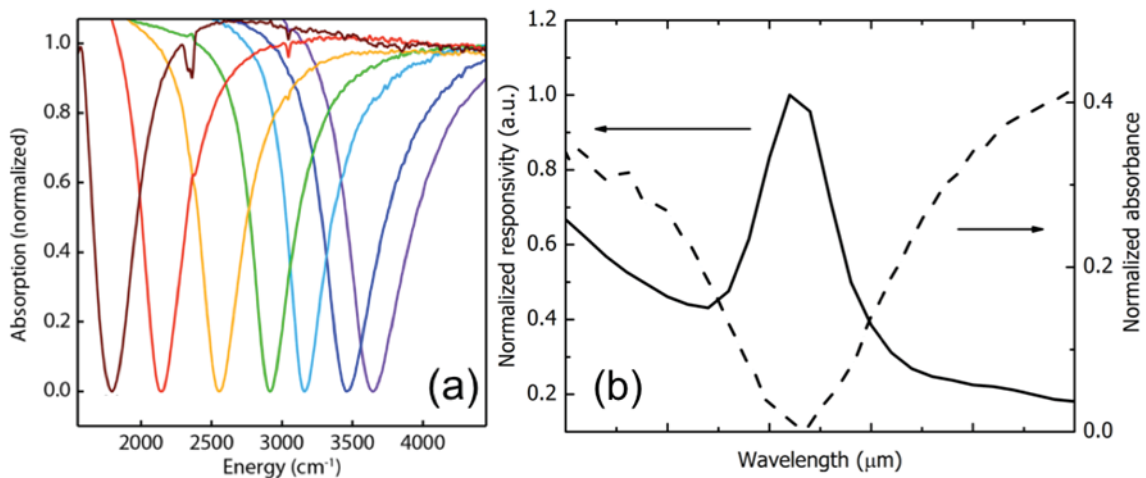 Absorption (normalized)
1.0
0.8
0.6
0.4
0.2
0.0
2000 2500 3000 3500 4000
Energy (cm⁻¹)
(a)
Normalized responsivity (a.u.)
1.2
1.0
0.8
0.6
0.4
0.2
(b)
Wavelength (μm)
0.4
0.2
0.0
Normalized absorbance